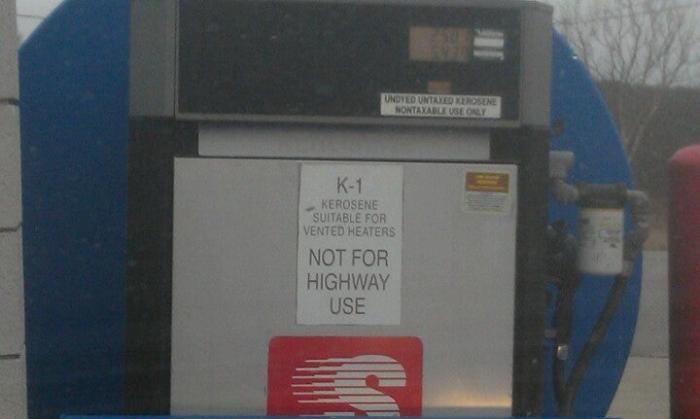 UNDYED UNTAXED KEROSENE
NONTAXABLE USE ONLY
K-1
KEROSENE
SUITABLE FOR
VENTED HEATERS
NOT FOR
HIGHWAY
USE
S